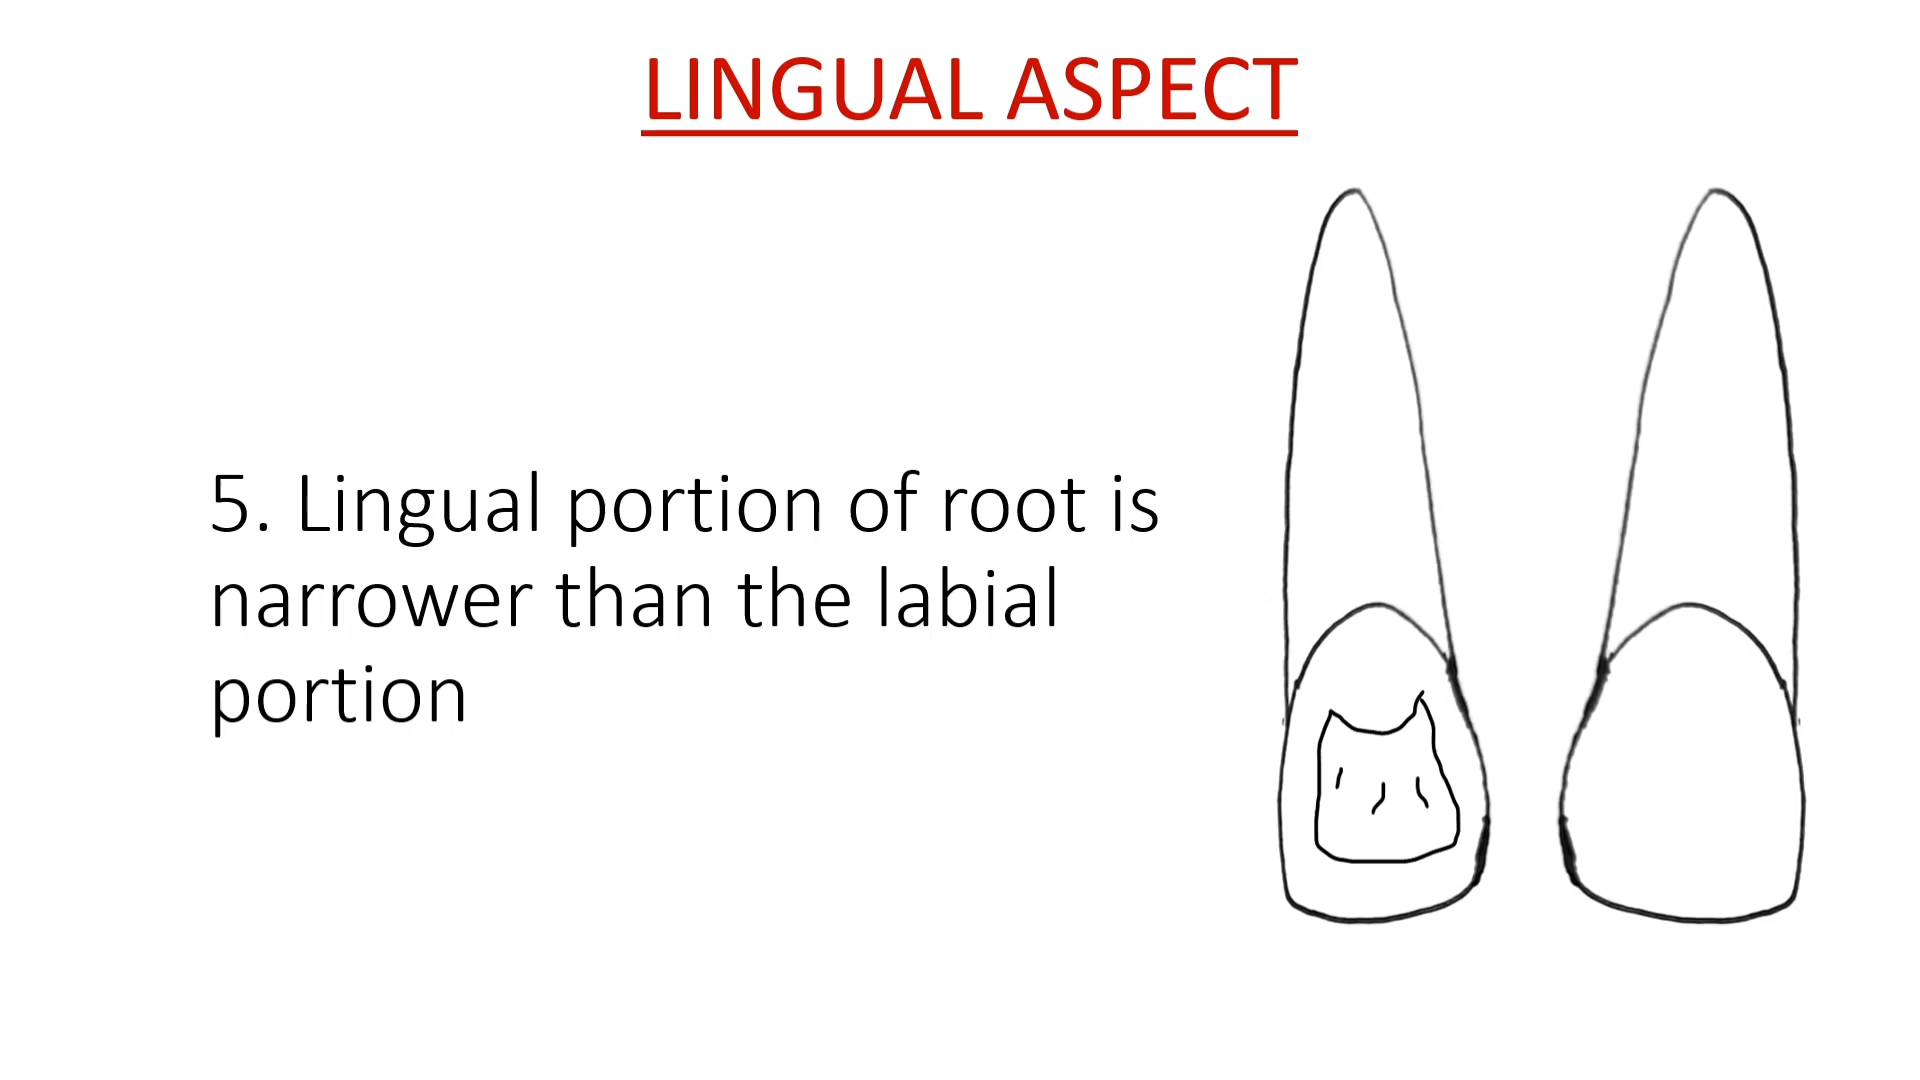 LINGUAL ASPECT
5. Lingual portion of root is
narrower than the labial
portion